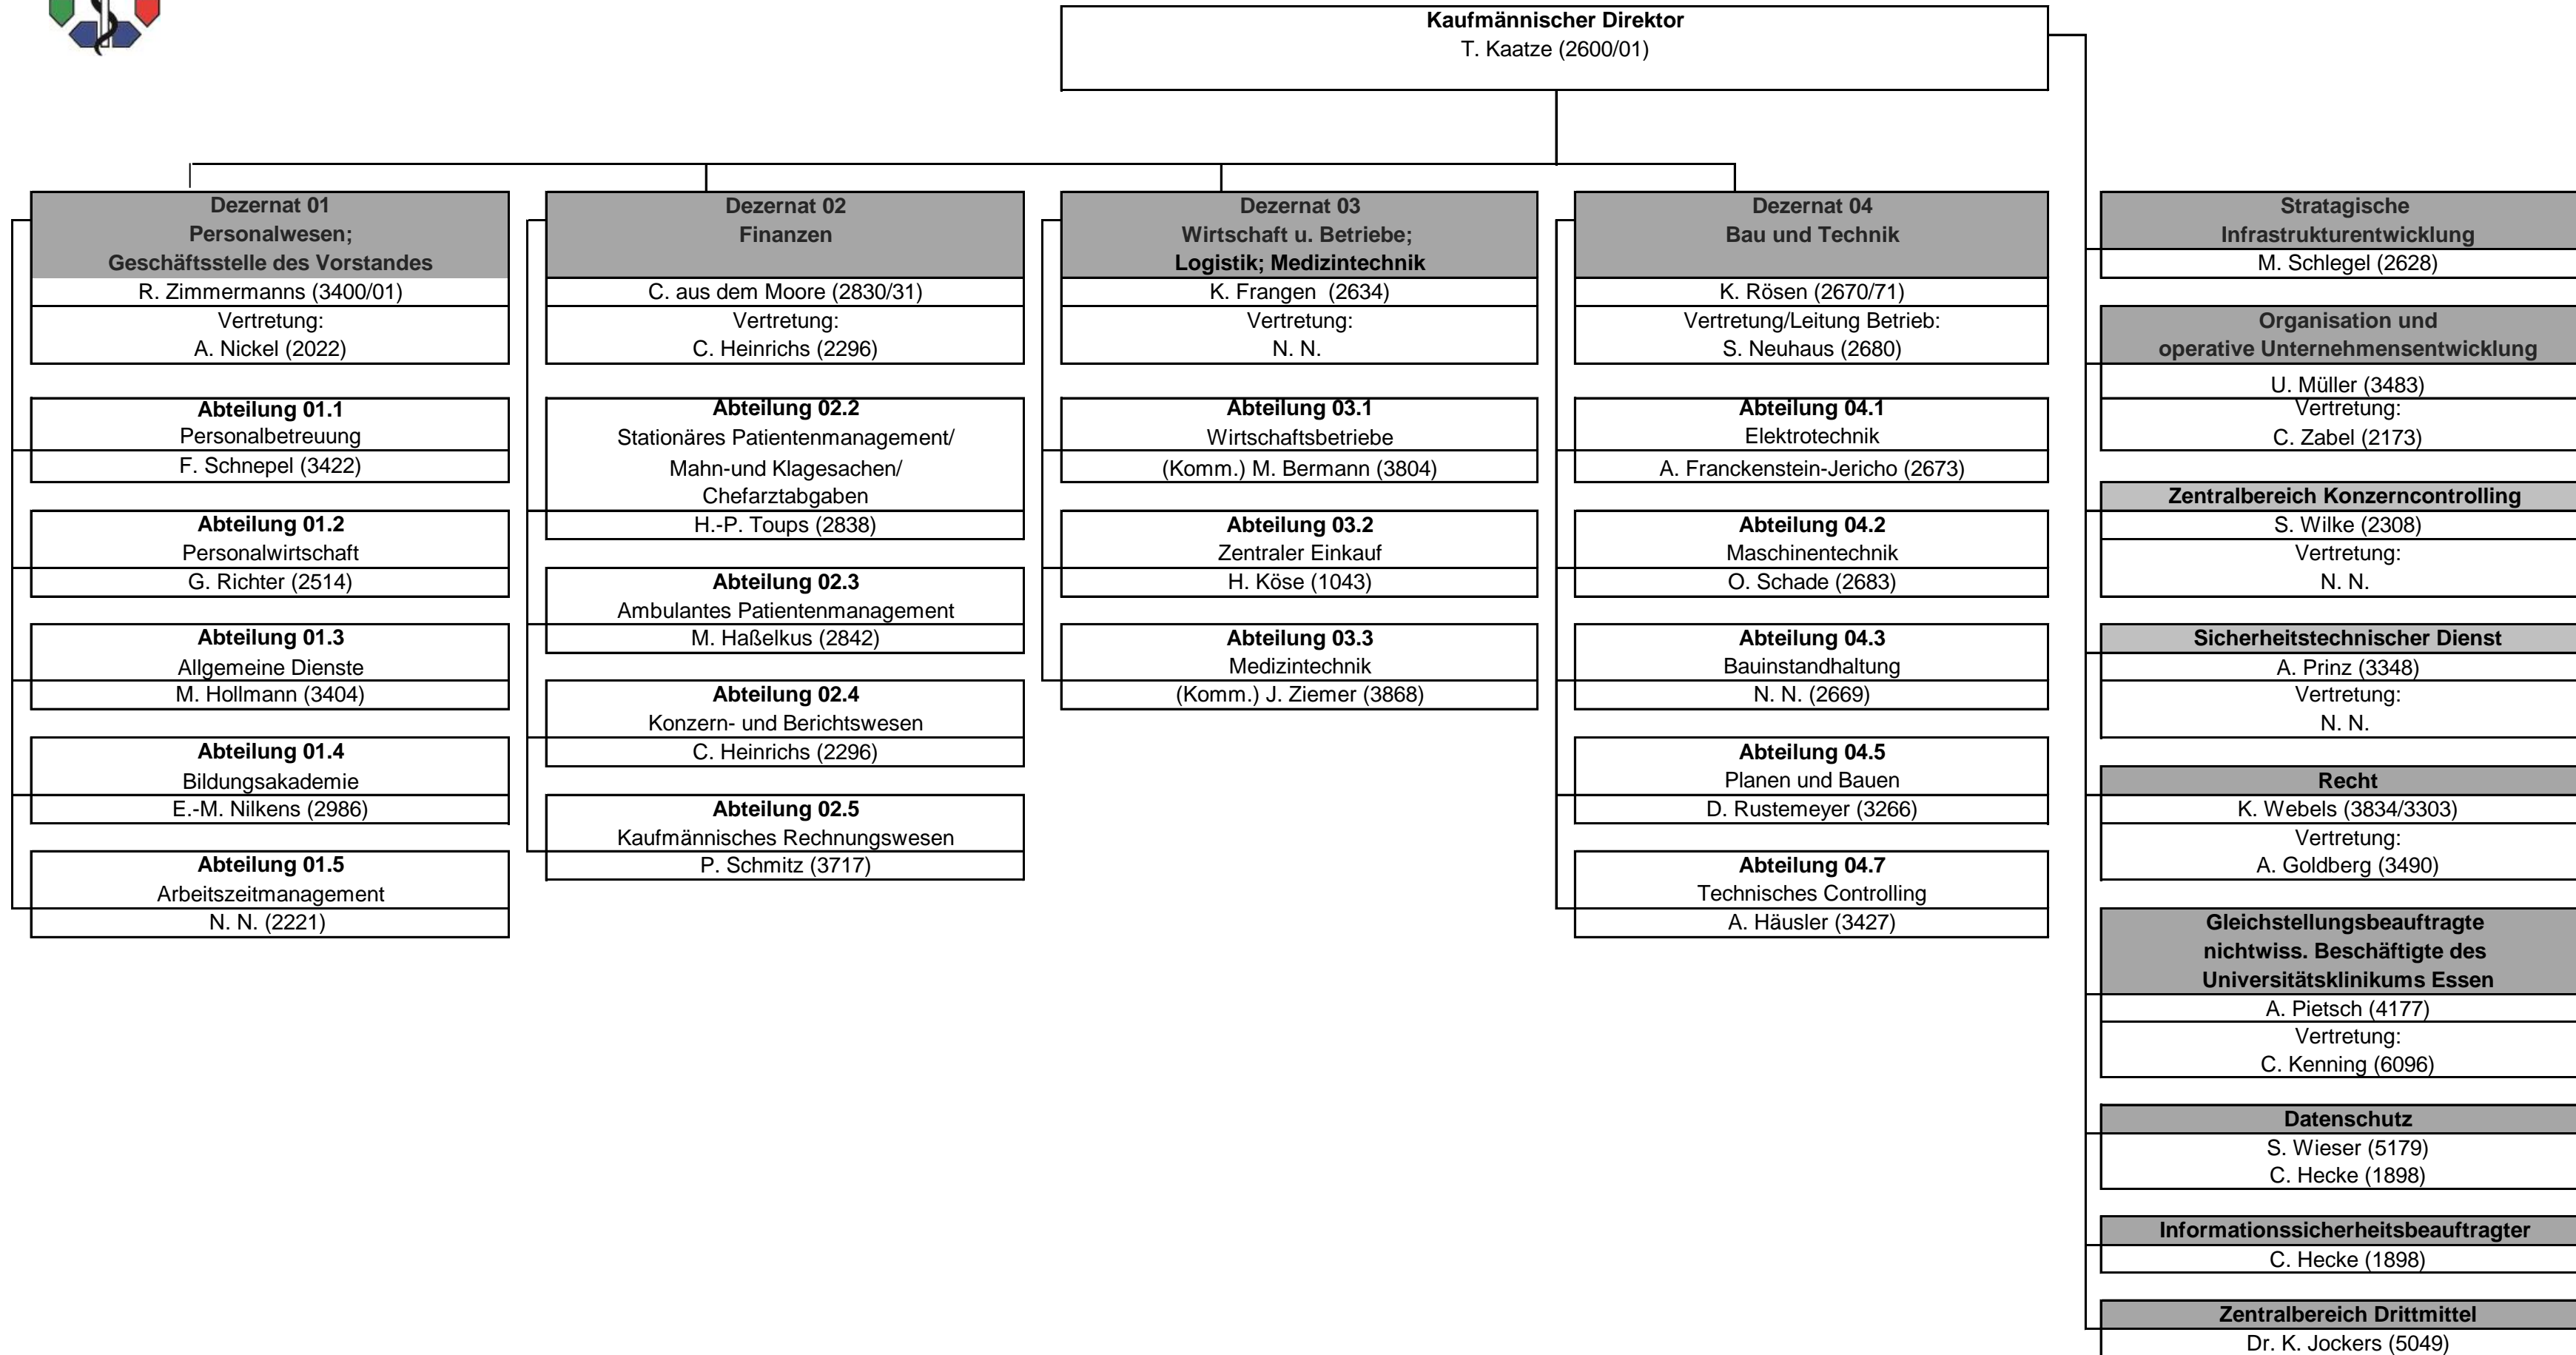 Kaufmännischer Direktor
T. Kaatze (2600/01)
Dezernat 01
Personalwesen;
Geschäftsstelle des Vorstandes
R. Zimmermanns (3400/01)
Vertretung:
A. Nickel (2022)
Abteilung 01.1
Personalbetreuung
F. Schnepel (3422)
Abteilung 01.2
Personalwirtschaft
G. Richter (2514)
Abteilung 01.3
Allgemeine Dienste
M. Hollmann (3404)
Abteilung 01.4
Bildungsakademie
E.-M. Nilkens (2986)
Abteilung 01.5
Arbeitszeitmanagement
N. N. (2221)
Dezernat 02
Finanzen
C. aus dem Moore (2830/31)
Vertretung:
C. Heinrichs (2296)
Abteilung 02.2
Stationäres Patientenmanagement/
Mahn-und Klagesachen/
Chefarztabgaben
H.-P. Toups (2838)
Abteilung 02.3
Ambulantes Patientenmanagement
M. Haßelkus (2842)
Abteilung 02.4
Konzern- und Berichtswesen
C. Heinrichs (2296)
Abteilung 02.5
Kaufmännisches Rechnungswesen
P. Schmitz (3717)
Dezernat 03
Wirtschaft u. Betriebe;
Logistik; Medizintechnik
K. Frangen (2634)
Vertretung:
N. N.
Abteilung 03.1
Wirtschaftsbetriebe
(Komm.) M. Bermann (3804)
Abteilung 03.2
Zentraler Einkauf
H. Köse (1043)
Abteilung 03.3
Medizintechnik
(Komm.) J. Ziemer (3868)
Dezernat 04
Bau und Technik
K. Rösen (2670/71)
Vertretung/Leitung Betrieb:
S. Neuhaus (2680)
Abteilung 04.1
Elektrotechnik
A. Franckenstein-Jericho (2673)
Abteilung 04.2
Maschinentechnik
O. Schade (2683)
Abteilung 04.3
Bauinstandhaltung
N. N. (2669)
Abteilung 04.5
Planen und Bauen
D. Rustemeyer (3266)
Abteilung 04.7
Technisches Controlling
A. Häusler (3427)
Stratagische
Infrastrukturentwicklung
M. Schlegel (2628)
Organisation und
operative Unternehmensentwicklung
U. Müller (3483)
Vertretung:
C. Zabel (2173)
Zentralbereich Konzerncontrolling
S. Wilke (2308)
Vertretung:
N. N.
Sicherheitstechnischer Dienst
A. Prinz (3348)
Vertretung:
N. N.
Recht
K. Webels (3834/3303)
Vertretung:
A. Goldberg (3490)
Gleichstellungsbeauftragte
nichtwiss. Beschäftigte des
Universitätsklinikums Essen
A. Pietsch (4177)
Vertretung:
C. Kenning (6096)
Datenschutz
S. Wieser (5179)
C. Hecke (1898)
Informationssicherheitsbeauftragter
C. Hecke (1898)
Zentralbereich Drittmittel
Dr. K. Jockers (5049)